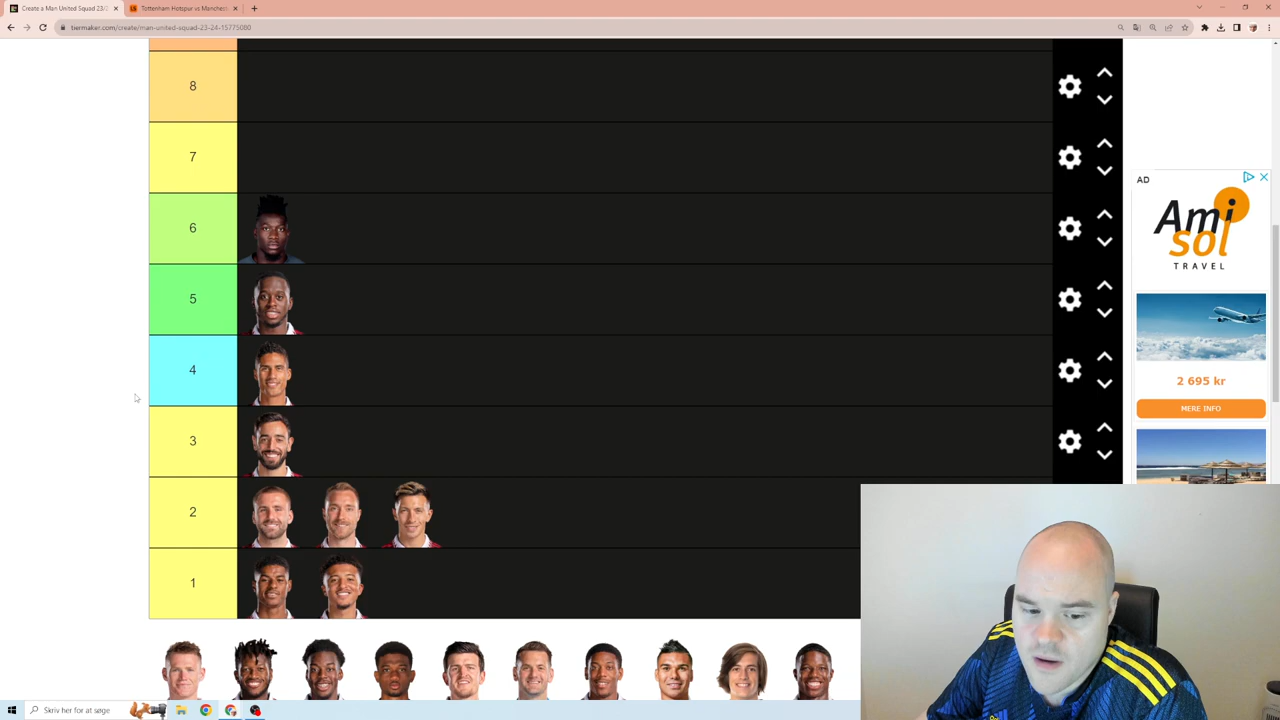 Create a Man United Squad 23/2
Tottenham Hotspur vs Manchest
tiermaker.com/create/man-united-squad-23-24-15775080
8
7
6
5
4
3
2
1
AD
Ami
sol
TRAVEL
2 695 kr
MERE INFO
Skriv her for at søge